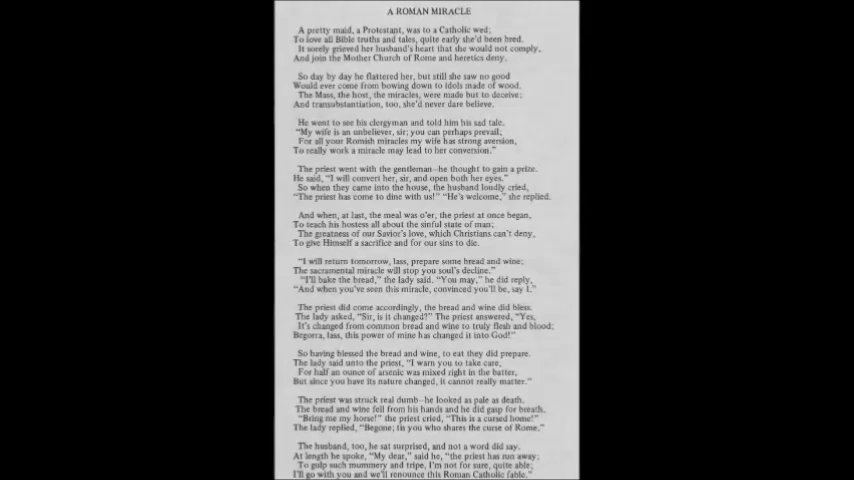 A ROMAN MIRACLE
A pretty maid, a Protestant, was to a Catholic wed;
To love all Bible truths and tales, quite early she'd been bred.
It sorely grieved her husband's heart that she would not comply,
And join the Mother Church of Rome and heretics deny.
So day by day he flattered her, but still she saw no good
Would ever come from bowing down to idols made of wood.
The Mass, the host, the miracles, were made but to deceive;
And transubstantiation, too, she'd never dare believe.
He went to see his clergyman and told him his sad tale.
"My wife is an unbeliever, sir; you can perhaps prevail;
For all your Romish miracles my wife has strong aversion,
To really work a miracle may lead to her conversion."
The priest went with the gentleman—he thought to gain a prize.
He said, "I will convert her, sir, and open both her eyes."
So when they came into the house, the husband loudly cried,
"The priest has come to dine with us!" "He's welcome," she replied.
And when, at last, the meal was o'er, the priest at once began,
To teach his hostess all about the sinful state of man;
The greatness of our Savior's love, which Christians can't deny,
To give Himself a sacrifice and for our sins to die.
"I will return tomorrow, lass, prepare some bread and wine;
The sacramental miracle will stop you soul's decline."
"I'll bake the bread," the lady said. "You may," he did reply,
"And when you've seen this miracle, convinced you'll be, say I."
The priest did come accordingly, the bread and wine did bless.
The lady asked, "Sir, is it changed?" The priest answered, "Yes,
It's changed from common bread and wine to truly flesh and blood;
Begorra, lass, this power of mine has changed it into God!"
So having blessed the bread and wine, to eat they did prepare.
The lady said unto the priest, "I warn you to take care,
For half an ounce of arsenic was mixed right in the batter,
But since you have its nature changed, it cannot really matter."
The priest was struck real dumb—he looked as pale as death.
The bread and wine fell from his hands and he did gasp for breath.
"Bring me my horse!" the priest cried, "This is a cursed home!"
The lady replied, "Begone; tis you who shares the curse of Rome."
The husband, too, he sat surprised, and not a word did say.
At length he spoke, "My dear," said he, "the priest has run away;
To gulp such mummery and tripe, I'm not for sure, quite able;
I'll go with you and we'll renounce this Roman Catholic fable."